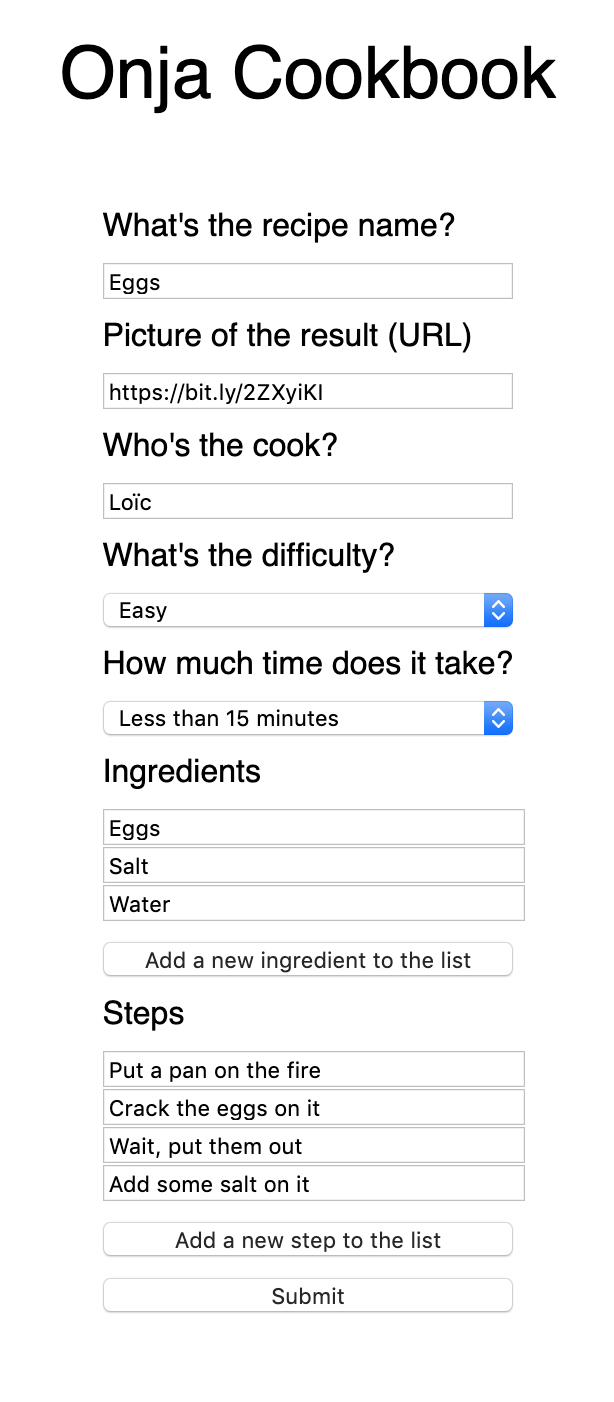 Onja Cookbook
What's the recipe name?
Eggs
Picture of the result (URL)
https://bit.ly/2ZXyiKI
Who's the cook?
Loïc
What's the difficulty?
Easy
How much time does it take?
Less than 15 minutes
Ingredients
Eggs
Salt
Water
Add a new ingredient to the list
Steps
Put a pan on the fire
Crack the eggs on it
Wait, put them out
Add some salt on it
Add a new step to the list
Submit